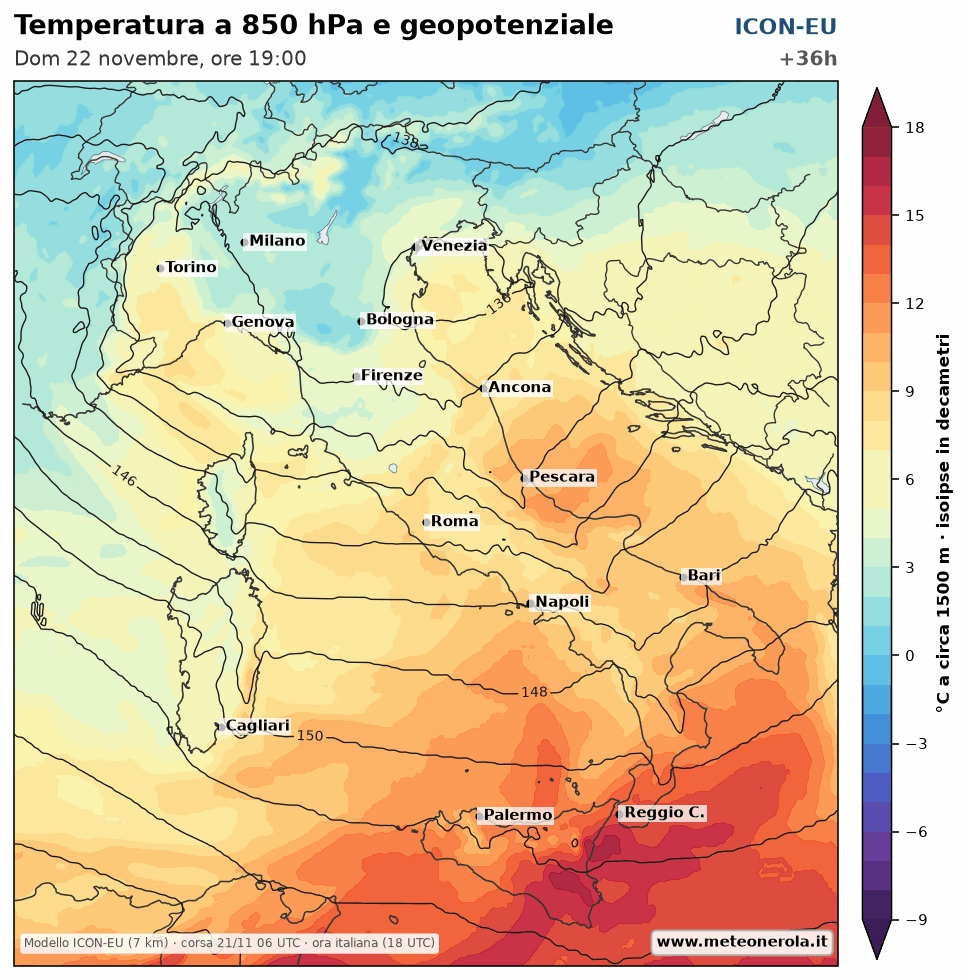 Temperatura a 850 hPa e geopotenziale
ICON-EU
Dom 22 novembre, ore 19:00
+36h
138
Milano
Venezia
Torino
136
Genova
Bologna
Firenze
Ancona
146
Pescara
Roma
Bari
Napoli
148
Cagliari
150
Palermo
Reggio C.
Modello ICON-EU (7 km) · corsa 21/11 06 UTC · ora italiana (18 UTC)
www.meteonerola.it
18
15
12
9
6
3
0
−3
−6
−9
°C a circa 1500 m · isoipse in decametri